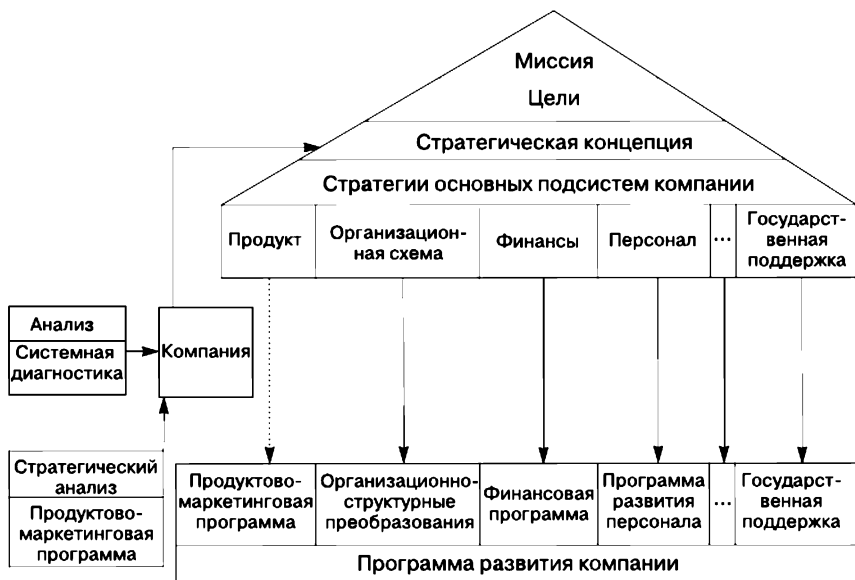 Миссия
Цели
Стратегическая концепция
Стратегии основных подсистем компании
Продукт
Организацион-
ная схема
Финансы
Персонал
...
Государст-
венная
поддержка
Анализ
Системная
диагностика
Компания
Стратегический
анализ
Продуктово-
маркетинговая
программа
Продуктово-
маркетинговая
программа
Организационно-
структурные
преобразования
Финансовая
программа
Программа
развития
персонала
...
Государст-
венная
поддержка
Программа развития компании